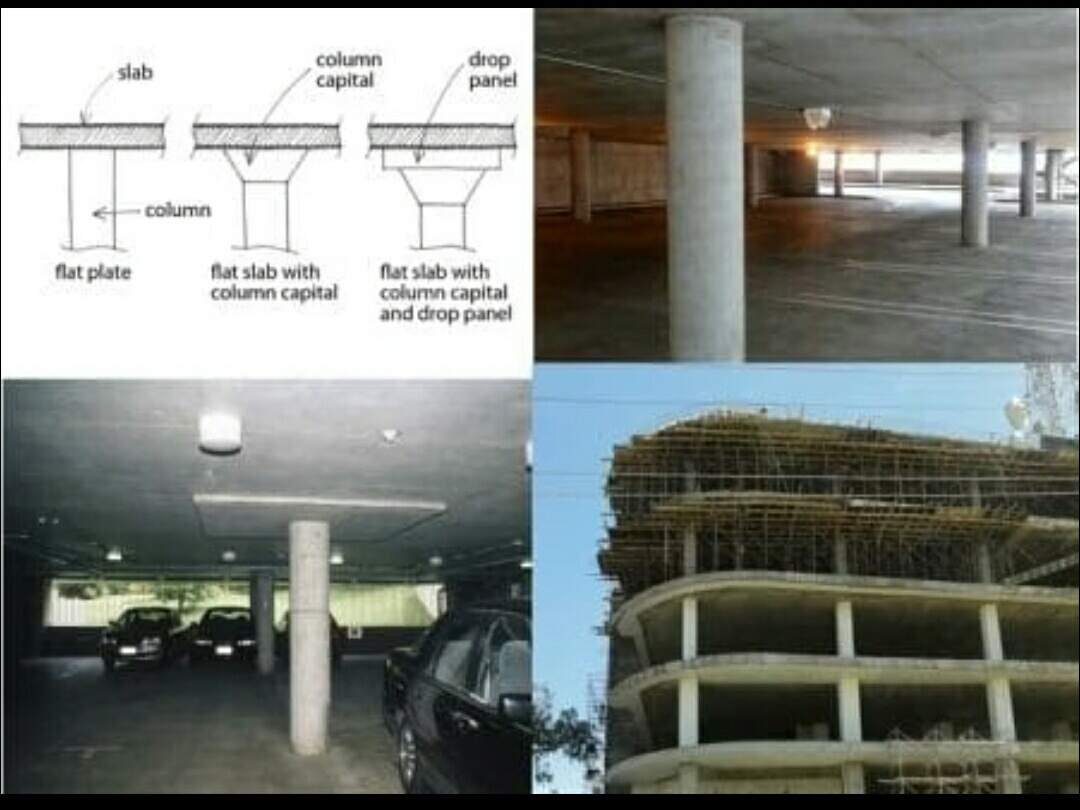 slab
column
capital
drop
panel
column
flat plate
flat slab with
column capital
flat slab with
column capital
and drop panel